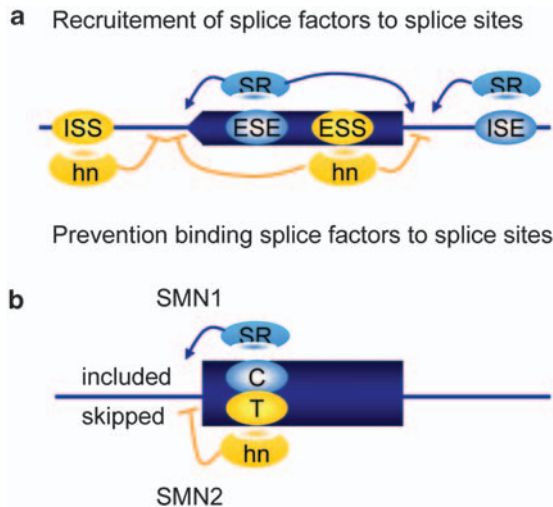 a Recruitement of splice factors to splice sites
SR SR
ISS ESE ESS ISE
hn hn
Prevention binding splice factors to splice sites
b
SMN1
SR
included C
skipped T
hn
SMN2